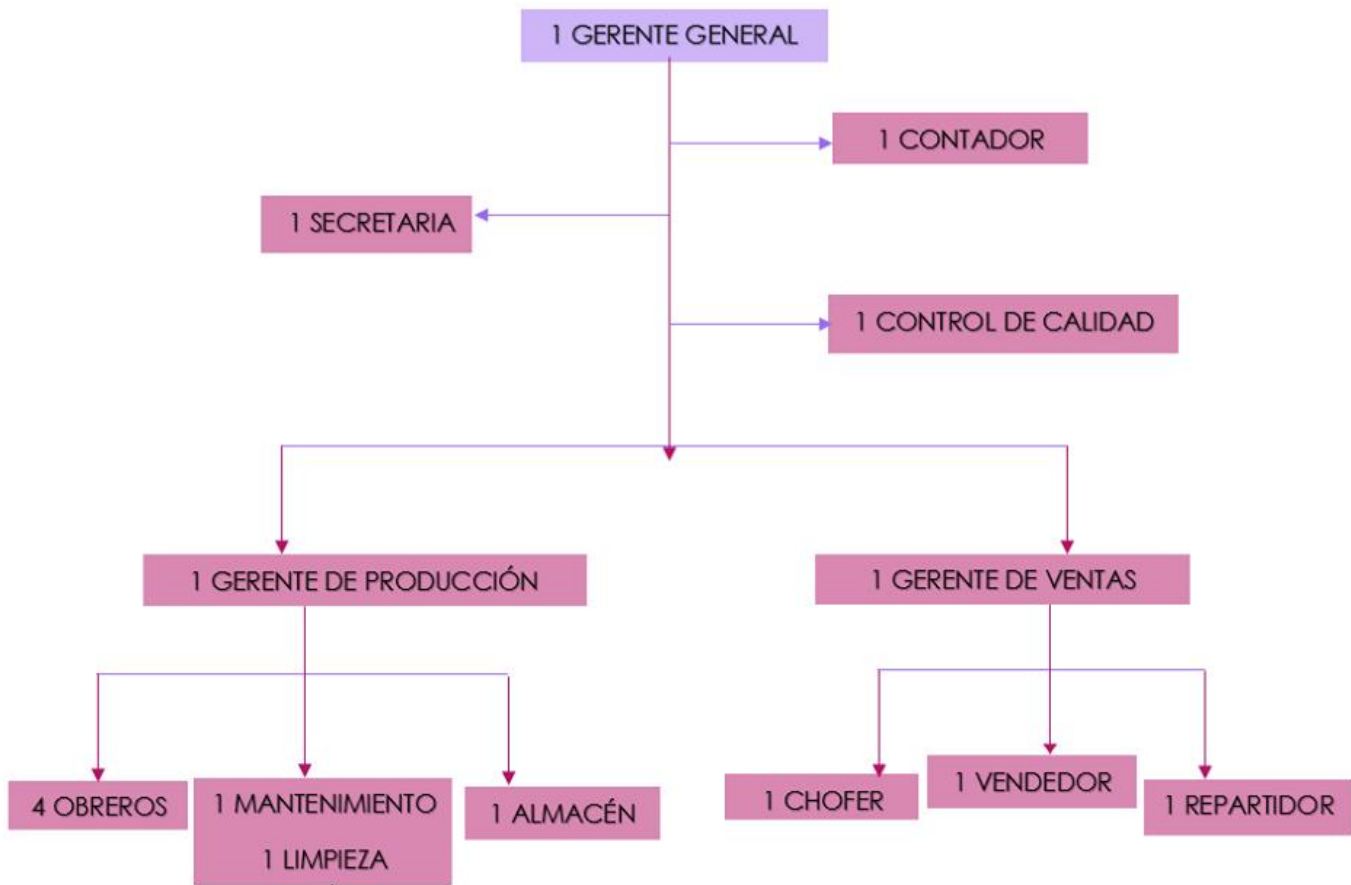 1 GERENTE GENERAL
1 CONTADOR
1 SECRETARIA
1 CONTROL DE CALIDAD
1 GERENTE DE PRODUCCIÓN
1 GERENTE DE VENTAS
4 OBREROS
1 MANTENIMIENTO
1 LIMPIEZA
1 ALMACÉN
1 CHOFER
1 VENDEDOR
1 REPARTIDOR